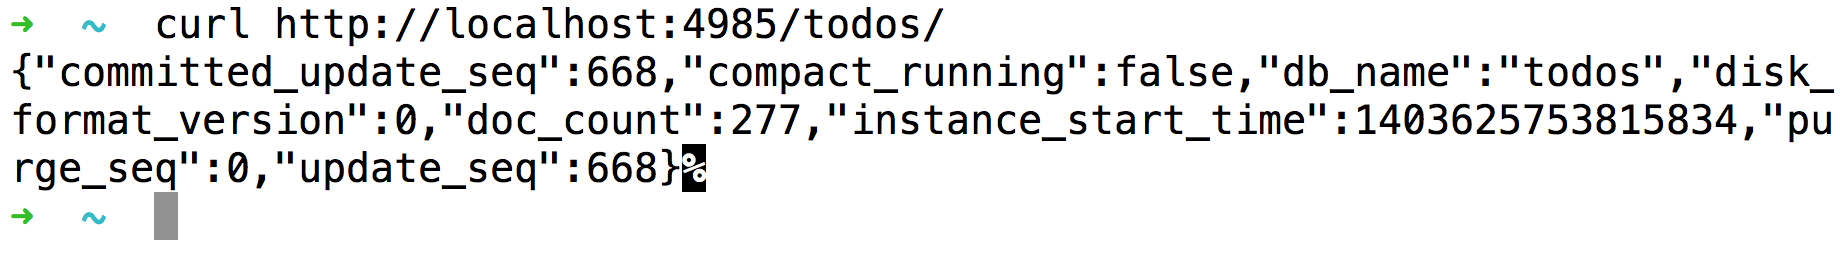 ➜  ~  curl http://localhost:4985/todos/
{"committed_update_seq":668,"compact_running":false,"db_name":"todos","disk_
format_version":0,"doc_count":277,"instance_start_time":1403625753815834,"pu
rge_seq":0,"update_seq":668}%
➜  ~